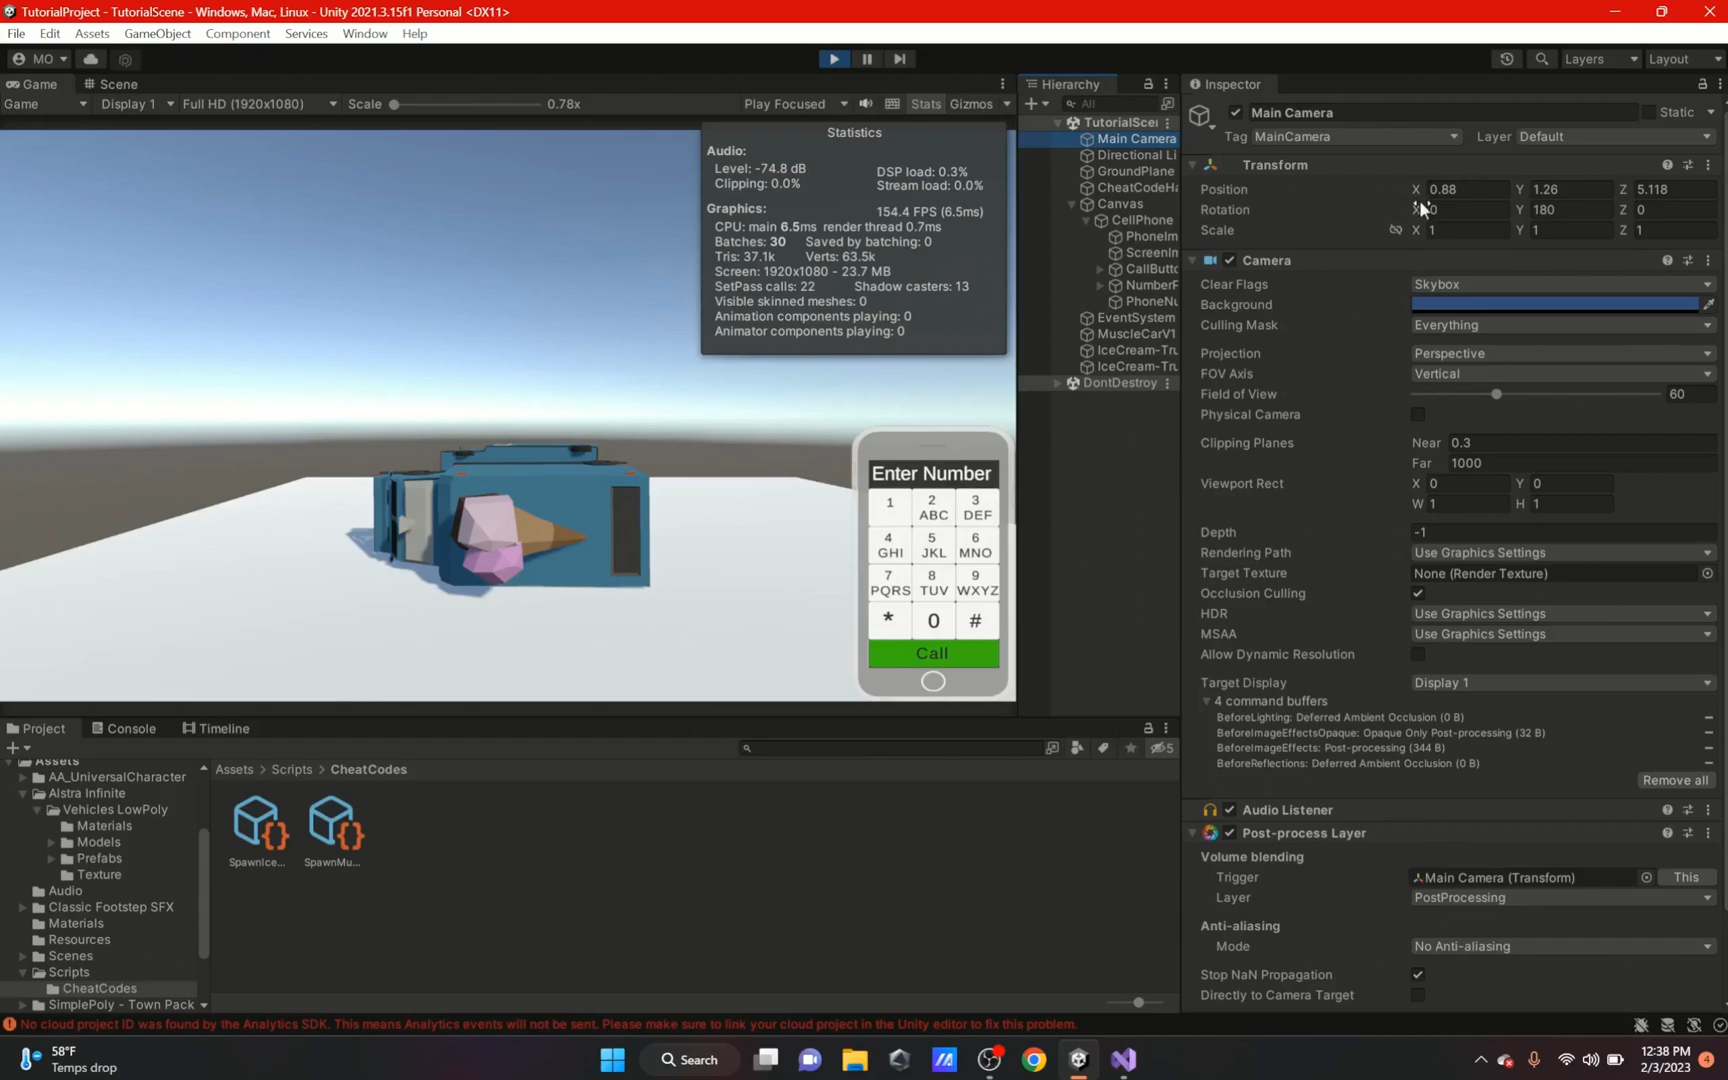 TutorialProject - TutorialScene - Windows, Mac, Linux - Unity 2021.3.15f1 Personal <DX11>
File Edit Assets GameObject Component Services Window Help
MO Layers Layout
Game Scene
Game Display 1 Full HD (1920x1080) Scale 0.78x Play Focused Stats Gizmos
Statistics
Audio:
Level: -74.8 dB DSP load: 0.3%
Clipping: 0.0% Stream load: 0.0%
Graphics: 154.4 FPS (6.5ms)
CPU: main 6.5ms render thread 0.7ms
Batches: 30 Saved by batching: 0
Tris: 37.1k Verts: 63.5k
Screen: 1920x1080 - 23.7 MB
SetPass calls: 22 Shadow casters: 13
Visible skinned meshes: 0
Animation components playing: 0
Animator components playing: 0
Enter Number
1 2 ABC 3 DEF
4 GHI 5 JKL 6 MNO
7 PQRS 8 TUV 9 WXYZ
* 0 #
Call
Hierarchy
All
TutorialScei
Main Camera
Directional Li
GroundPlane
CheatCodeHa
Canvas
CellPhone
PhoneIm
ScreenIm
CallButto
NumberF
PhoneNu
EventSystem
MuscleCarV1
IceCream-Tru
IceCream-Tru
DontDestroy
Inspector
Main Camera Static
Tag MainCamera Layer Default
Transform
Position X 0.88 Y 1.26 Z 5.118
Rotation X 0 Y 180 Z 0
Scale X 1 Y 1 Z 1
Camera
Clear Flags Skybox
Background
Culling Mask Everything
Projection Perspective
FOV Axis Vertical
Field of View 60
Physical Camera
Clipping Planes Near 0.3
Far 1000
Viewport Rect X 0 Y 0
W 1 H 1
Depth -1
Rendering Path Use Graphics Settings
Target Texture None (Render Texture)
Occlusion Culling
HDR Use Graphics Settings
MSAA Use Graphics Settings
Allow Dynamic Resolution
Target Display Display 1
4 command buffers
BeforeLighting: Deferred Ambient Occlusion (0 B)
BeforeImageEffectsOpaque: Opaque Only Post-processing (32 B)
BeforeImageEffects: Post-processing (344 B)
BeforeReflections: Deferred Ambient Occlusion (0 B)
Remove all
Audio Listener
Post-process Layer
Volume blending
Trigger Main Camera (Transform) This
Layer PostProcessing
Anti-aliasing
Mode No Anti-aliasing
Stop NaN Propagation
Directly to Camera Target
Project Console Timeline
5
Assets
AA_UniversalCharacter
Alstra Infinite
Vehicles LowPoly
Materials
Models
Prefabs
Texture
Audio
Classic Footstep SFX
Materials
Resources
Scenes
Scripts
CheatCodes
SimplePoly - Town Pack
Assets > Scripts > CheatCodes
SpawnIce... SpawnMu...
No cloud project ID was found by the Analytics SDK. This means Analytics events will not be sent. Please make sure to link your cloud project in the Unity editor to fix this problem.
58°F
Temps drop
Search
12:38 PM
2/3/2023
4